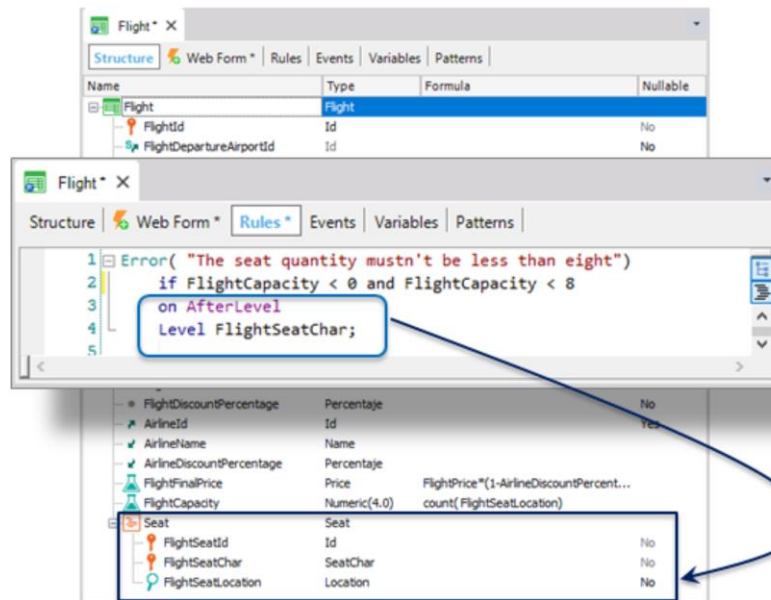 Flight * X
Structure Web Form * Rules Events Variables Patterns
Name Type Formula Nullable
Flight Flight
FlightId Id No
FlightDepartureAirportId Id No
Flight * X
Structure Web Form * Rules * Events Variables Patterns
1 Error( "The seat quantity mustn't be less than eight")
2 if FlightCapacity < 0 and FlightCapacity < 8
3 on AfterLevel
4 Level FlightSeatChar;
5
FlightDiscountPercentage Percentaje No
AirlineId Id Yes
AirlineName Name
AirlineDiscountPercentage Percentaje
FlightFinalPrice Price FlightPrice*(1-AirlineDiscountPercent...
FlightCapacity Numeric(4.0) count( FlightSeatLocation)
Seat Seat
FlightSeatId Id No
FlightSeatChar SeatChar No
FlightSeatLocation Location No